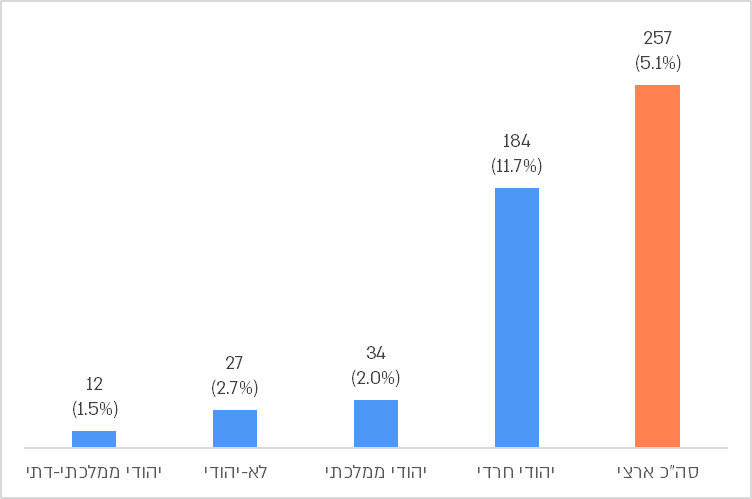 257
(5.1%)
184
(11.7%)
34
(2.0%)
27
(2.7%)
12
(1.5%)
סה"כ ארצי
יהודי חרדי
יהודי ממלכתי
לא-יהודי
יהודי ממלכתי-דתי